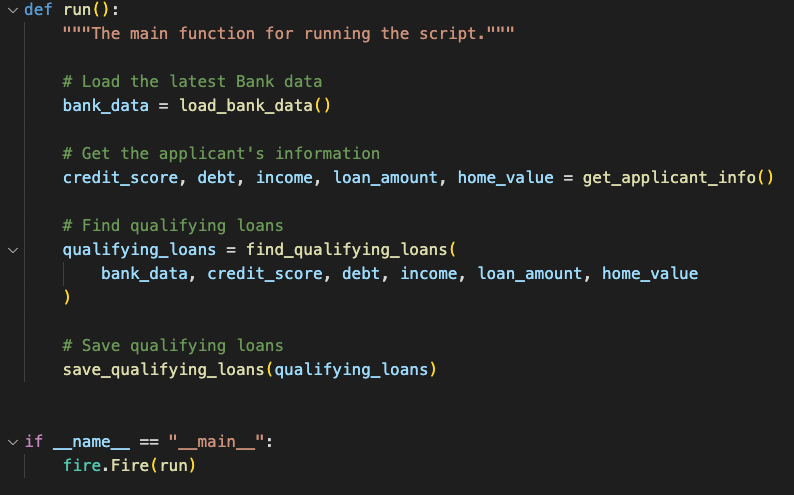 def run():
    """The main function for running the script."""
    # Load the latest Bank data
    bank_data = load_bank_data()
    # Get the applicant's information
    credit_score, debt, income, loan_amount, home_value = get_applicant_info()
    # Find qualifying loans
    qualifying_loans = find_qualifying_loans(
        bank_data, credit_score, debt, income, loan_amount, home_value
    )
    # Save qualifying loans
    save_qualifying_loans(qualifying_loans)
if __name__ == "__main__":
    fire.Fire(run)